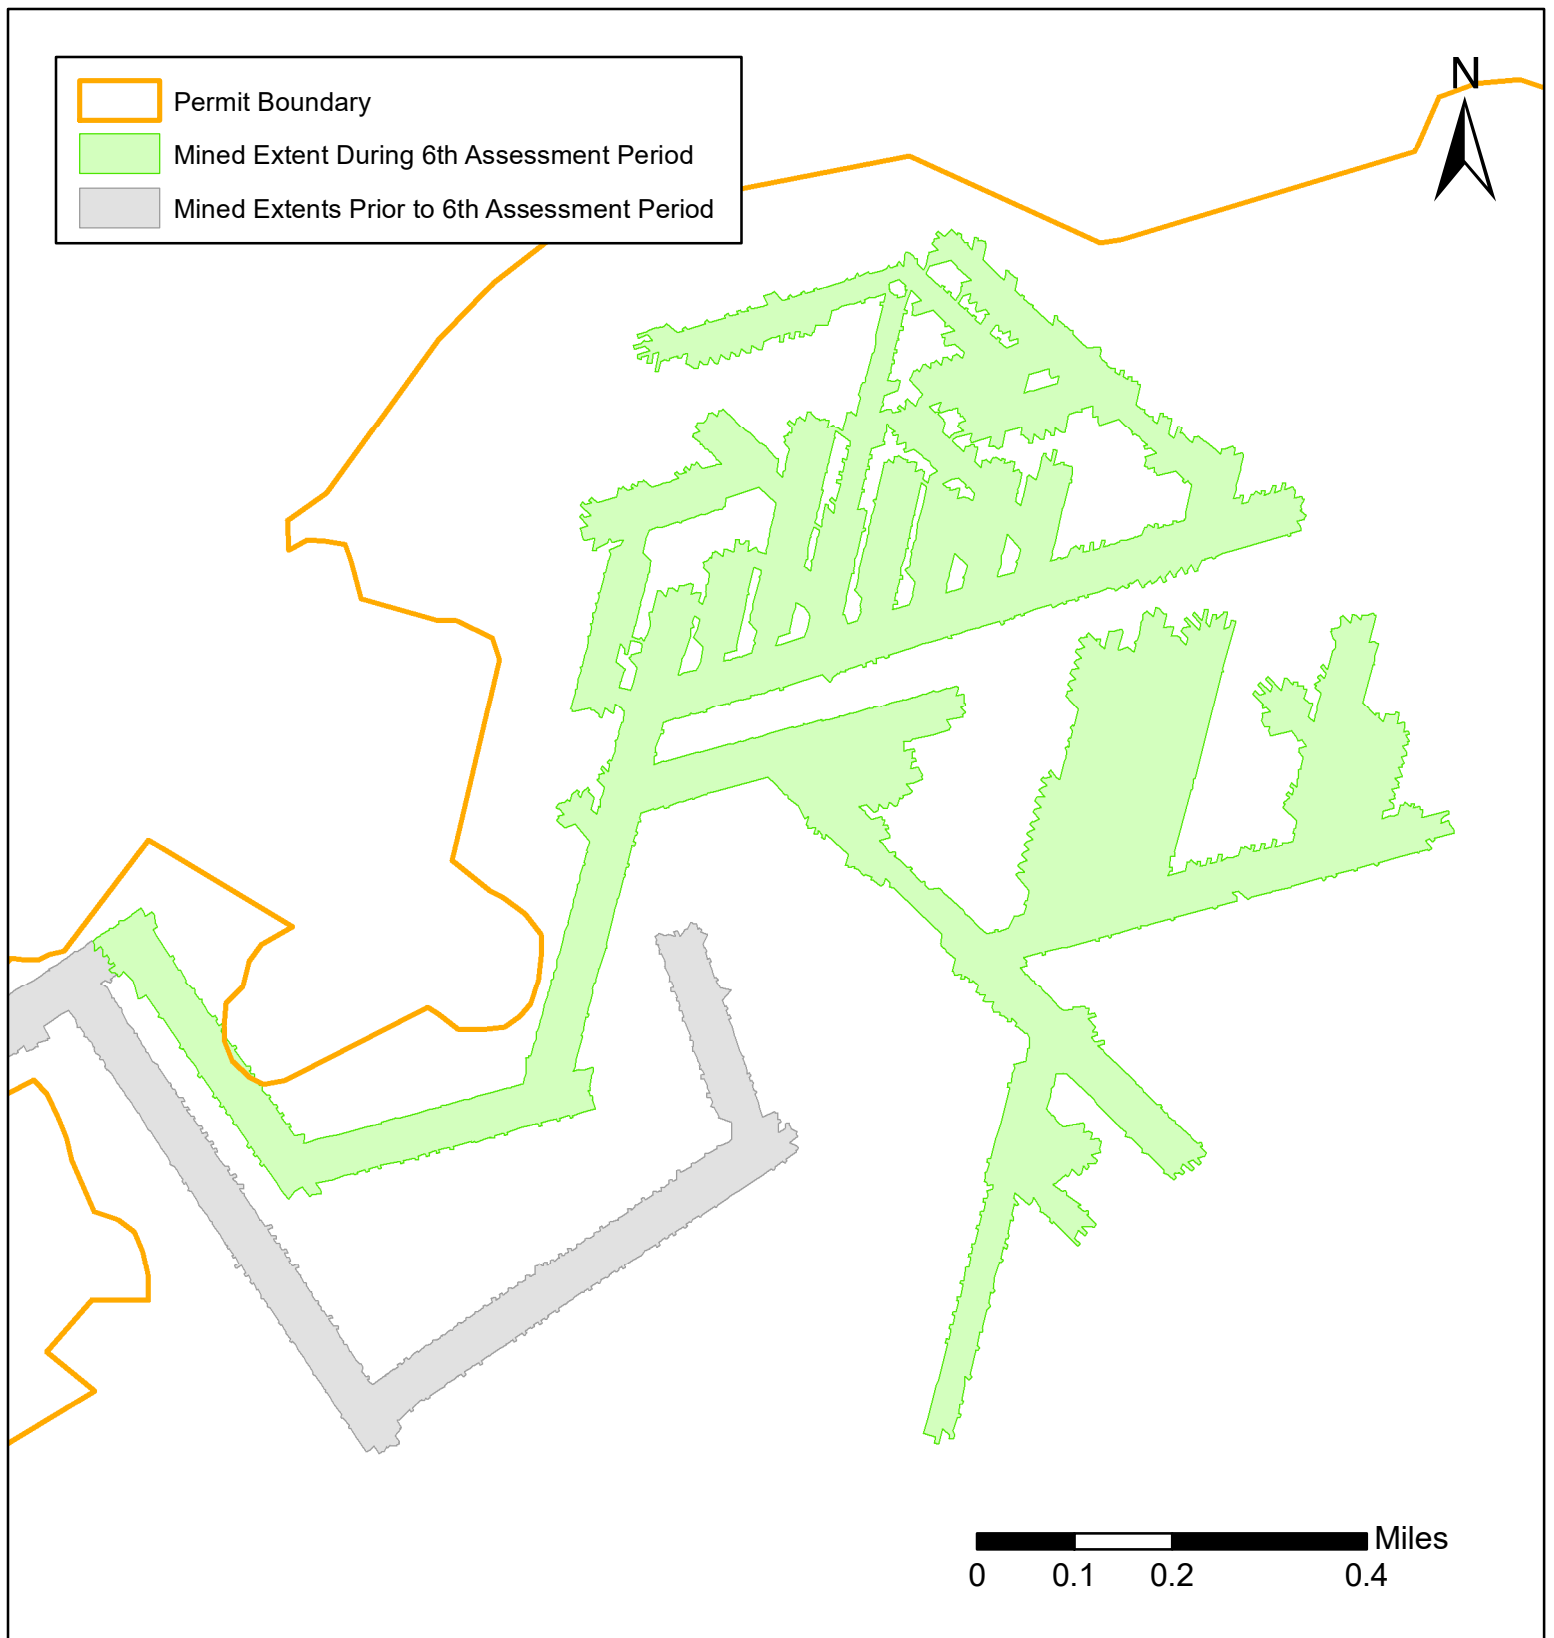 N
Permit Boundary
Mined Extent During 6th Assessment Period
Mined Extents Prior to 6th Assessment Period
Miles
0 0.1 0.2 0.4